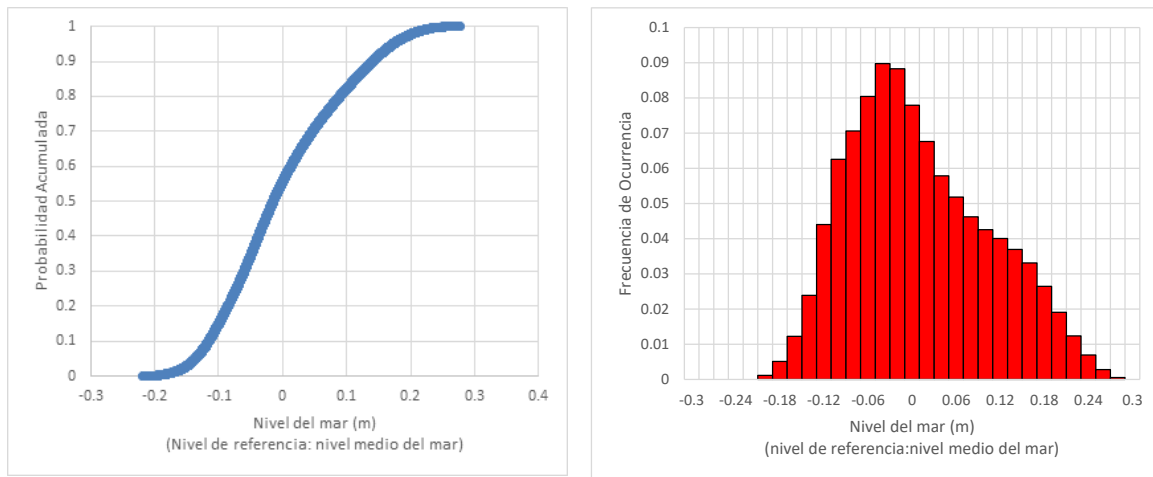 1
0.9
0.8
0.7
0.6
0.5
0.4
0.3
0.2
0.1
0
Probabilidad Acumulada
-0.3 -0.2 -0.1 0 0.1 0.2 0.3 0.4
Nivel del mar (m)
(Nivel de referencia: nivel medio del mar)
0.1
0.09
0.08
0.07
0.06
0.05
0.04
0.03
0.02
0.01
0
Frecuencia de Ocurrencia
-0.3 -0.24 -0.18 -0.12 -0.06 0 0.06 0.12 0.18 0.24 0.3
Nivel del mar (m)
(nivel de referencia:nivel medio del mar)